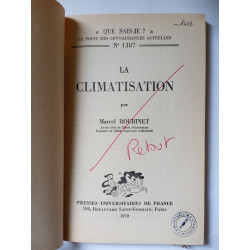 « QUE SAIS-JE ? »
LE POINT DES CONNAISSANCES ACTUELLES
N° 1387
LA
CLIMATISATION
par
Marcel ROUBINET
Rebut
PRESSES UNIVERSITAIRES DE FRANCE
108, BOULEVARD SAINT-GERMAIN, PARIS
1970